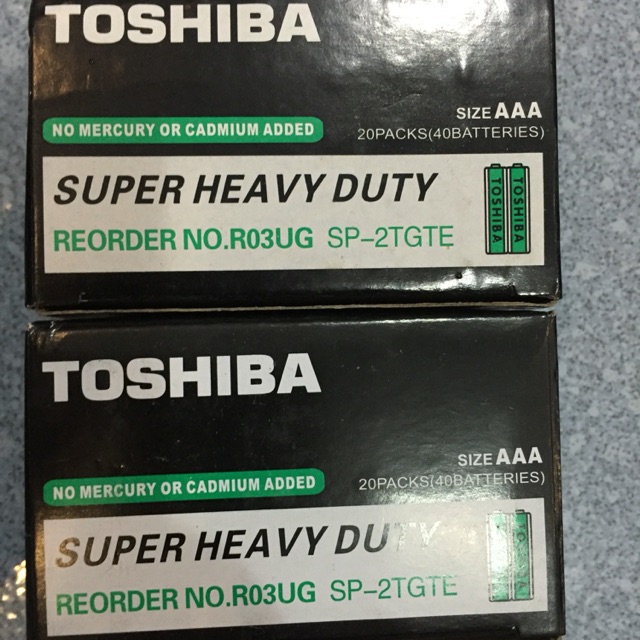 TOSHIBA
SIZE AAA
NO MERCURY OR CADMIUM ADDED
20PACKS(40BATTERIES)
SUPER HEAVY DUTY
TOSHIBA
TOSHIBA
REORDER NO.R03UG SP-2TGTE
TOSHIBA
SIZE AAA
NO MERCURY OR CADMIUM ADDED
20PACKS(40BATTERIES)
SUPER HEAVY DUTY
REORDER NO.R03UG SP-2TGTE